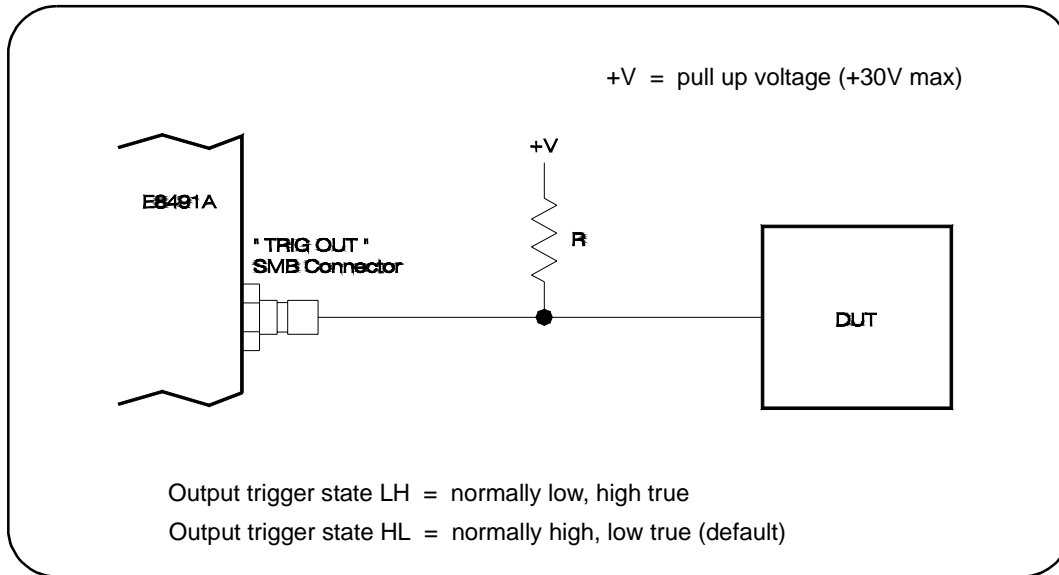 +V = pull up voltage (+30V max)
+V
E8491A
" TRIG OUT "
SMB Connector
R
DUT
Output trigger state LH = normally low, high true
Output trigger state HL = normally high, low true (default)